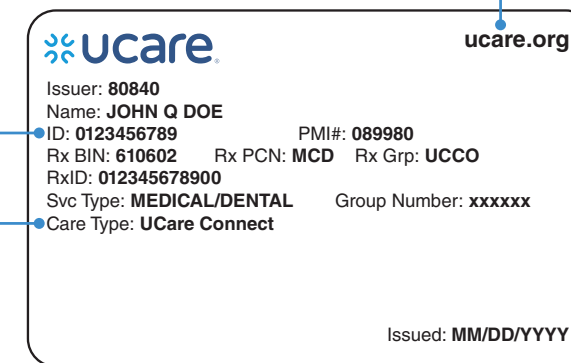 ucare
ucare.org
Issuer: 80840
Name: JOHN Q DOE
ID: 0123456789 PMI#: 089980
Rx BIN: 610602 Rx PCN: MCD Rx Grp: UCCO
RxID: 012345678900
Svc Type: MEDICAL/DENTAL Group Number: xxxxxx
Care Type: UCare Connect
Issued: MM/DD/YYYY